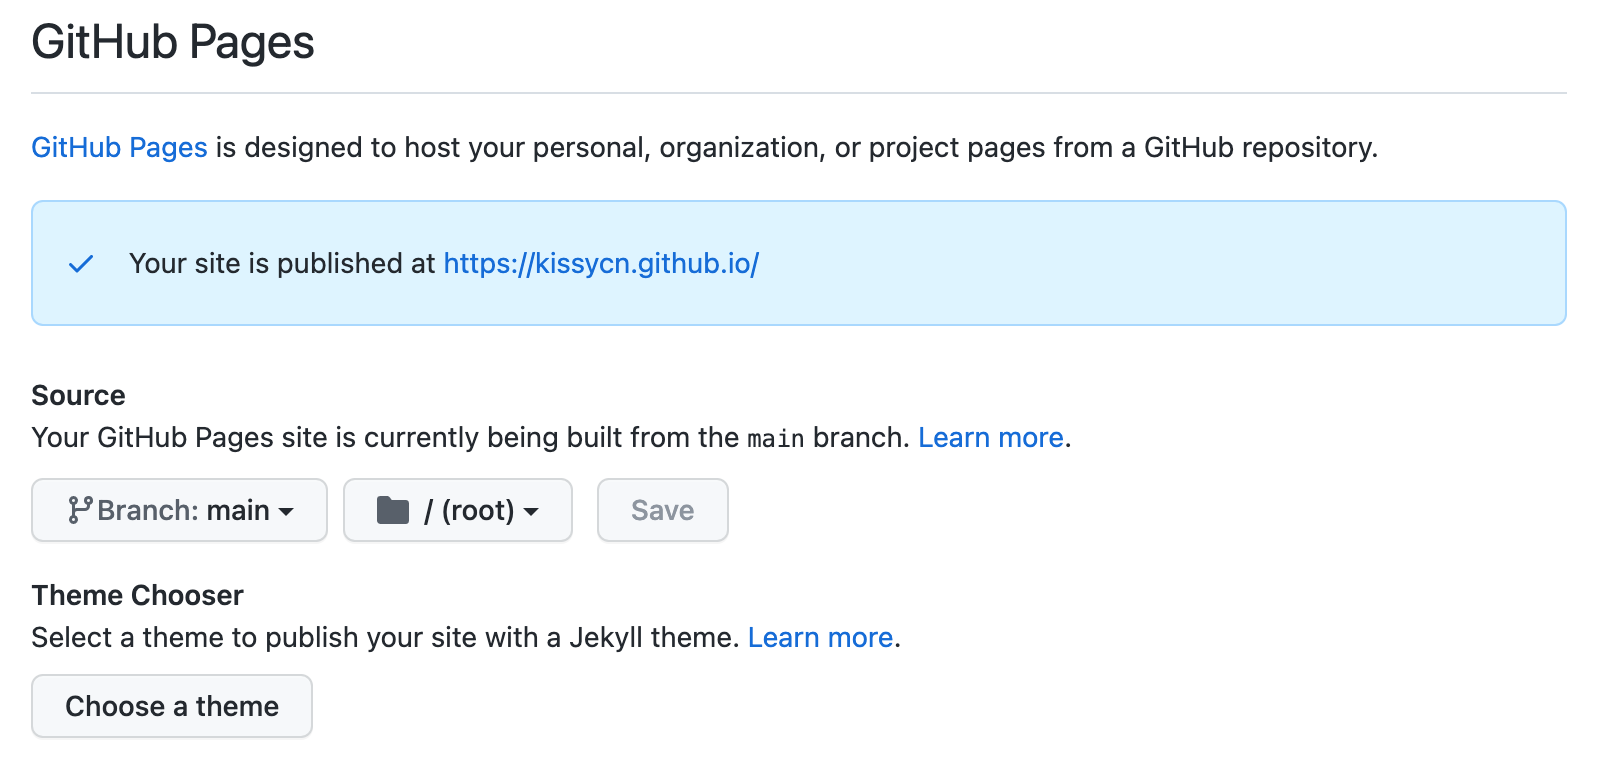 GitHub Pages
GitHub Pages is designed to host your personal, organization, or project pages from a GitHub repository.
Your site is published at https://kissycn.github.io/
Source
Your GitHub Pages site is currently being built from the main branch. Learn more.
Branch: main
/ (root)
Save
Theme Chooser
Select a theme to publish your site with a Jekyll theme. Learn more.
Choose a theme